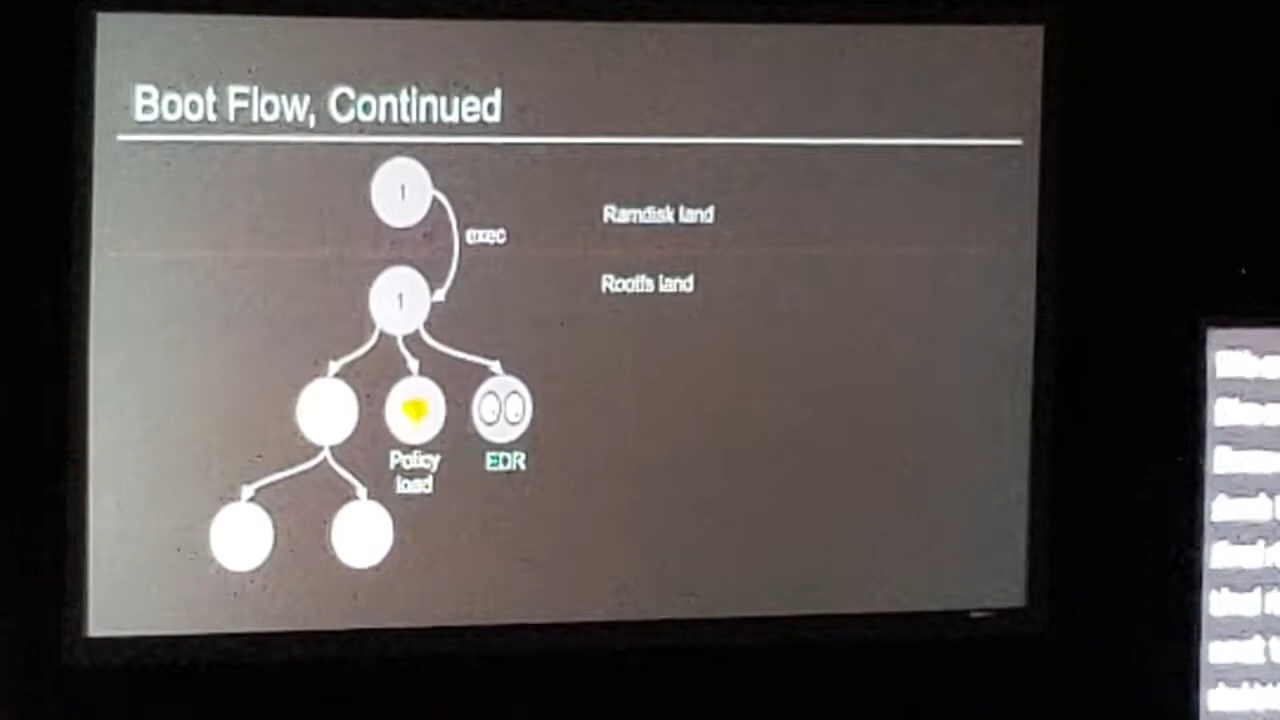 Boot Flow, Continued
1
exec
Ramdisk land
1
Rootfs land
Policy
load
EDR